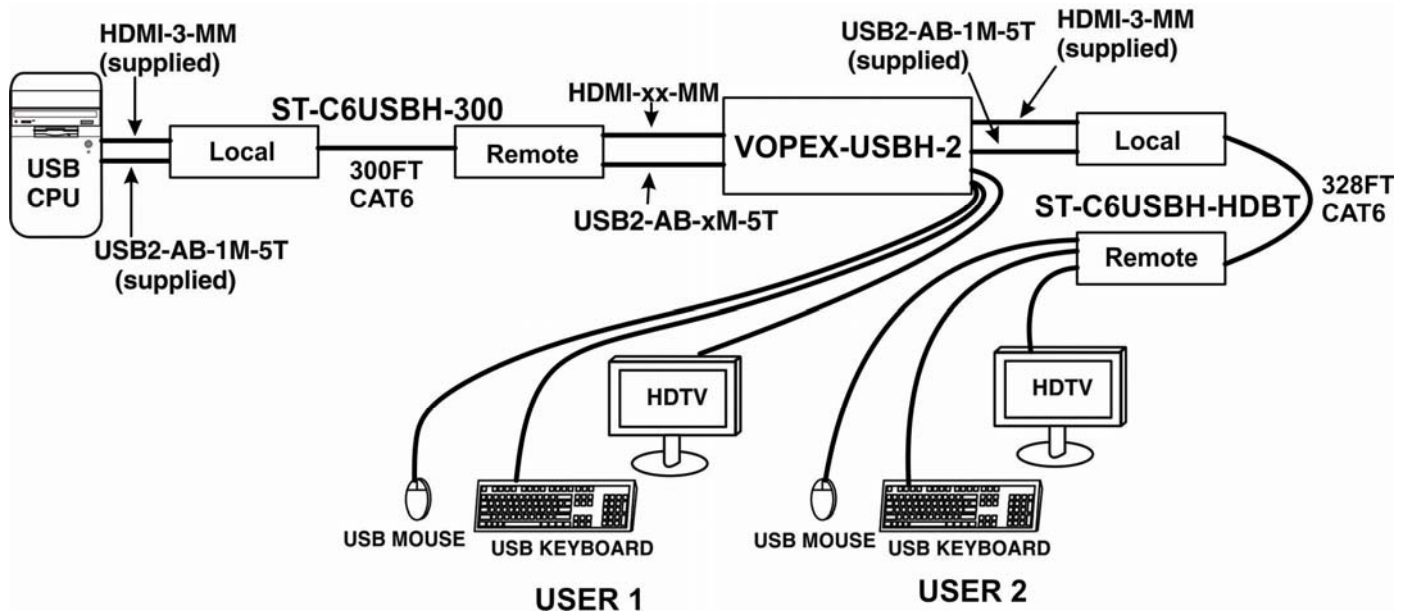 HDMI-3-MM
(supplied)
USB
CPU
USB2-AB-1M-5T
(supplied)
ST-C6USBH-300
Local
300FT
CAT6
Remote
HDMI-xx-MM
USB2-AB-xM-5T
VOPEX-USBH-2
USB2-AB-1M-5T
(supplied)
HDMI-3-MM
(supplied)
Local
328FT
CAT6
ST-C6USBH-HDBT
Remote
HDTV
USB MOUSE
USB KEYBOARD
USER 1
HDTV
USB MOUSE
USB KEYBOARD
USER 2